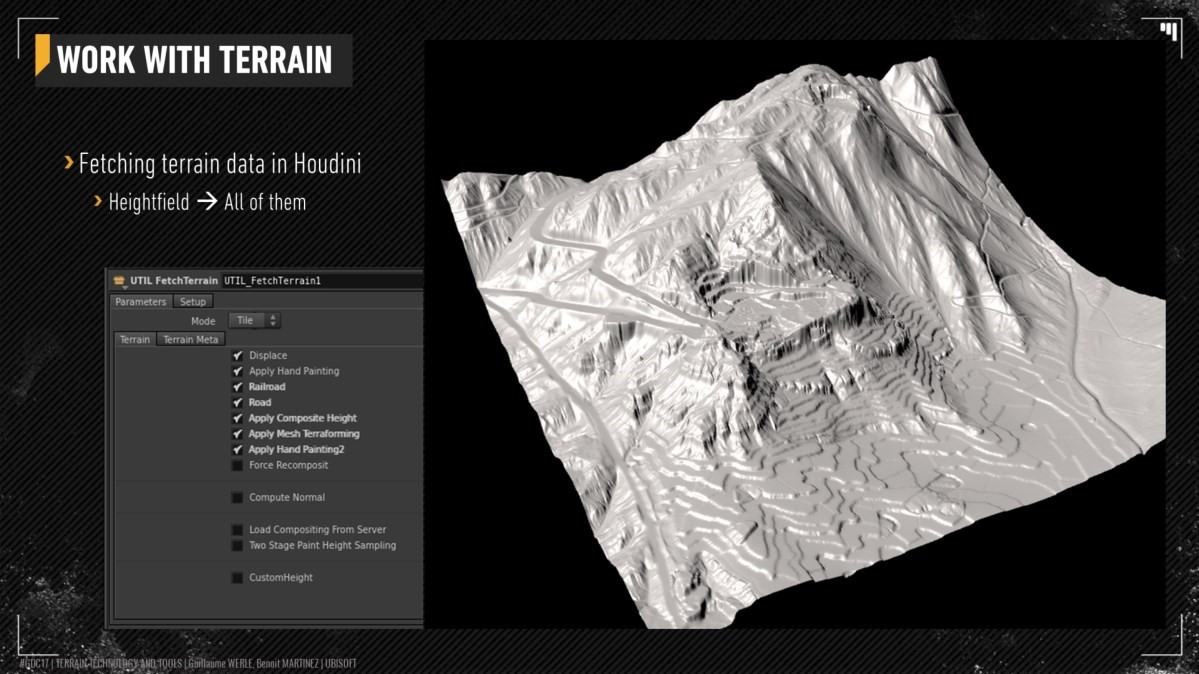 WORK WITH TERRAIN
› Fetching terrain data in Houdini
› Heightfield → All of them
UTIL FetchTerrain UTIL_FetchTerrain1
Parameters Setup
Mode Tile
Terrain Terrain Meta
Displace
Apply Hand Painting
Railroad
Road
Apply Composite Height
Apply Mesh Terraforming
Apply Hand Painting2
Force Recomposit
Compute Normal
Load Compositing From Server
Two Stage Paint Height Sampling
CustomHeight
#GDC17 | TERRAIN TECHNOLOGY AND TOOLS | Guillaume WERLE, Benoit MARTINEZ | UBISOFT